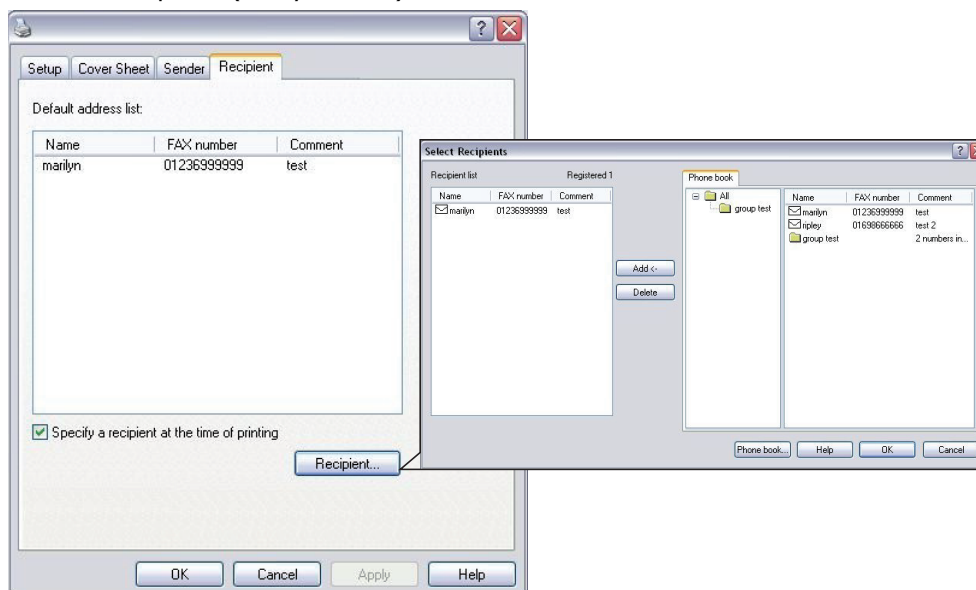 Setup Cover Sheet Sender Recipient
Default address list:
Name FAX number Comment
marilyn 01236999999 test
Specify a recipient at the time of printing
Recipient...
OK Cancel Apply Help
Select Recipients
Recipient list Registered 1
Name FAX number Comment
marilyn 01236999999 test
Add <-
Delete
Phone book
All
group test
Name FAX number Comment
marilyn 01236999999 test
ripley 01698666666 test 2
group test 2 numbers in...
Phone book... Help OK Cancel